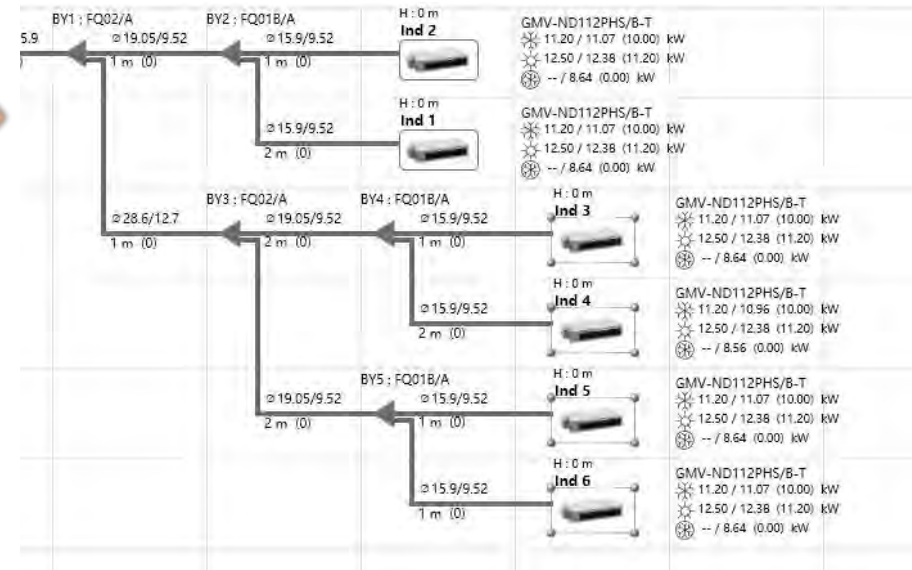 BY1 : FQ02/A
5.9
⌀19.05/9.52
1 m (0)
BY2 : FQ01B/A
⌀15.9/9.52
1 m (0)
H : 0 m
Ind 2
GMV-ND112PHS/B-T
11.20 / 11.07 (10.00) kW
12.50 / 12.38 (11.20) kW
-- / 8.64 (0.00) kW
⌀15.9/9.52
2 m (0)
H : 0 m
Ind 1
GMV-ND112PHS/B-T
11.20 / 11.07 (10.00) kW
12.50 / 12.38 (11.20) kW
-- / 8.64 (0.00) kW
⌀28.6/12.7
1 m (0)
BY3 : FQ02/A
⌀19.05/9.52
2 m (0)
BY4 : FQ01B/A
⌀15.9/9.52
1 m (0)
H : 0 m
Ind 3
GMV-ND112PHS/B-T
11.20 / 11.07 (10.00) kW
12.50 / 12.38 (11.20) kW
-- / 8.64 (0.00) kW
⌀15.9/9.52
2 m (0)
H : 0 m
Ind 4
GMV-ND112PHS/B-T
11.20 / 10.96 (10.00) kW
12.50 / 12.38 (11.20) kW
-- / 8.56 (0.00) kW
⌀19.05/9.52
2 m (0)
BY5 : FQ01B/A
⌀15.9/9.52
1 m (0)
H : 0 m
Ind 5
GMV-ND112PHS/B-T
11.20 / 11.07 (10.00) kW
12.50 / 12.38 (11.20) kW
-- / 8.64 (0.00) kW
⌀15.9/9.52
1 m (0)
H : 0 m
Ind 6
GMV-ND112PHS/B-T
11.20 / 11.07 (10.00) kW
12.50 / 12.38 (11.20) kW
-- / 8.64 (0.00) kW